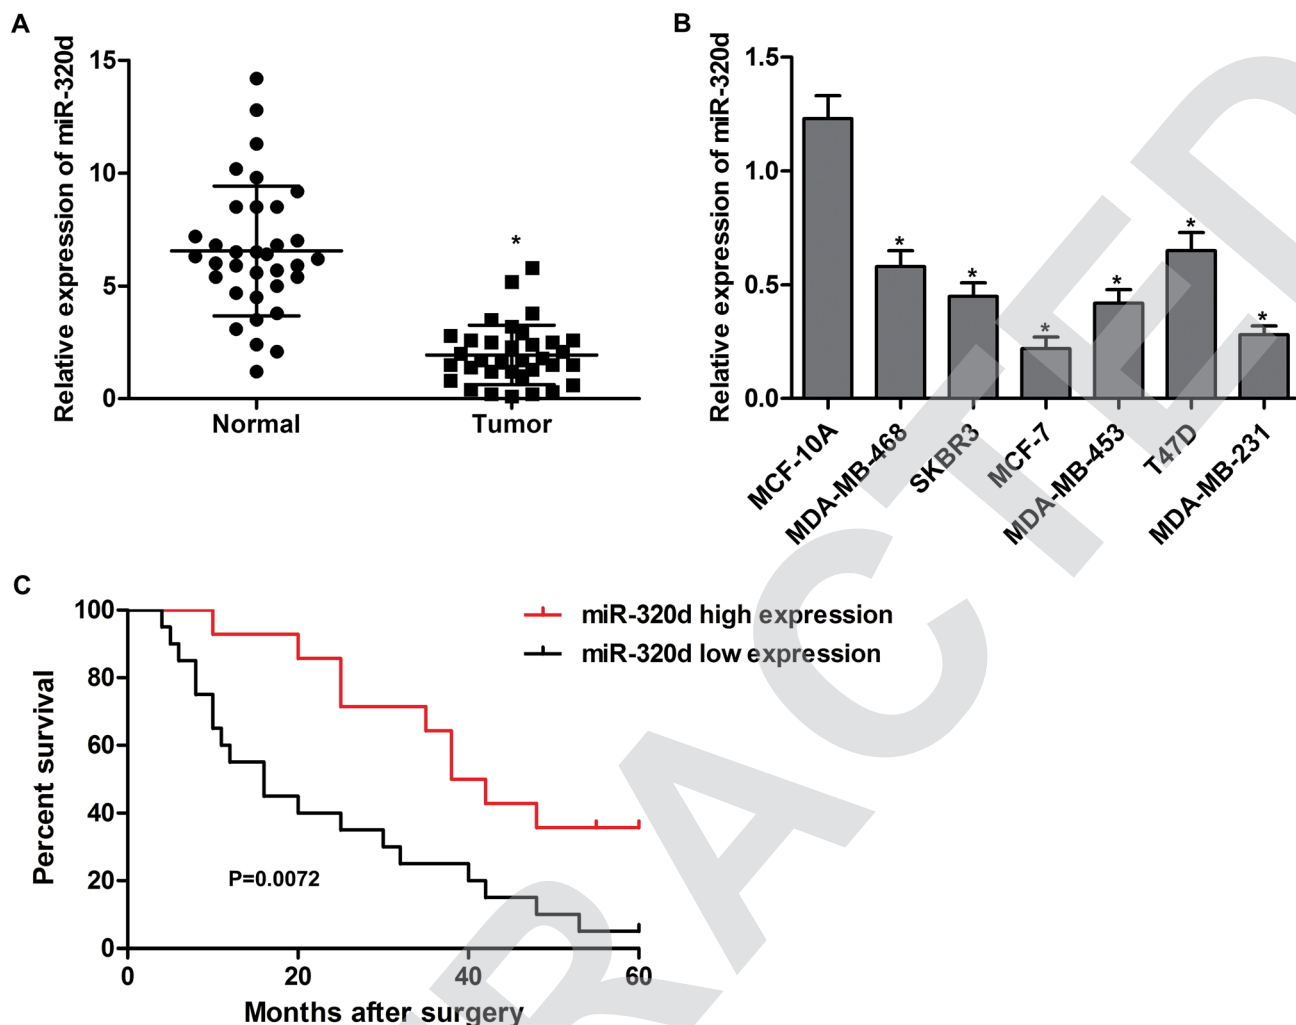 A
Relative expression of miR-320d
15
10
5
0
*
Normal
Tumor
B
Relative expression of miR-320d
1.5
1.0
0.5
0.0
*
*
*
*
*
*
MCF-10A
MDA-MB-468
SKBR3
MCF-7
MDA-MB-453
T47D
MDA-MB-231
C
Percent survival
100
80
60
40
20
0
miR-320d high expression
miR-320d low expression
P=0.0072
0
20
40
60
Months after surgery
RACTED